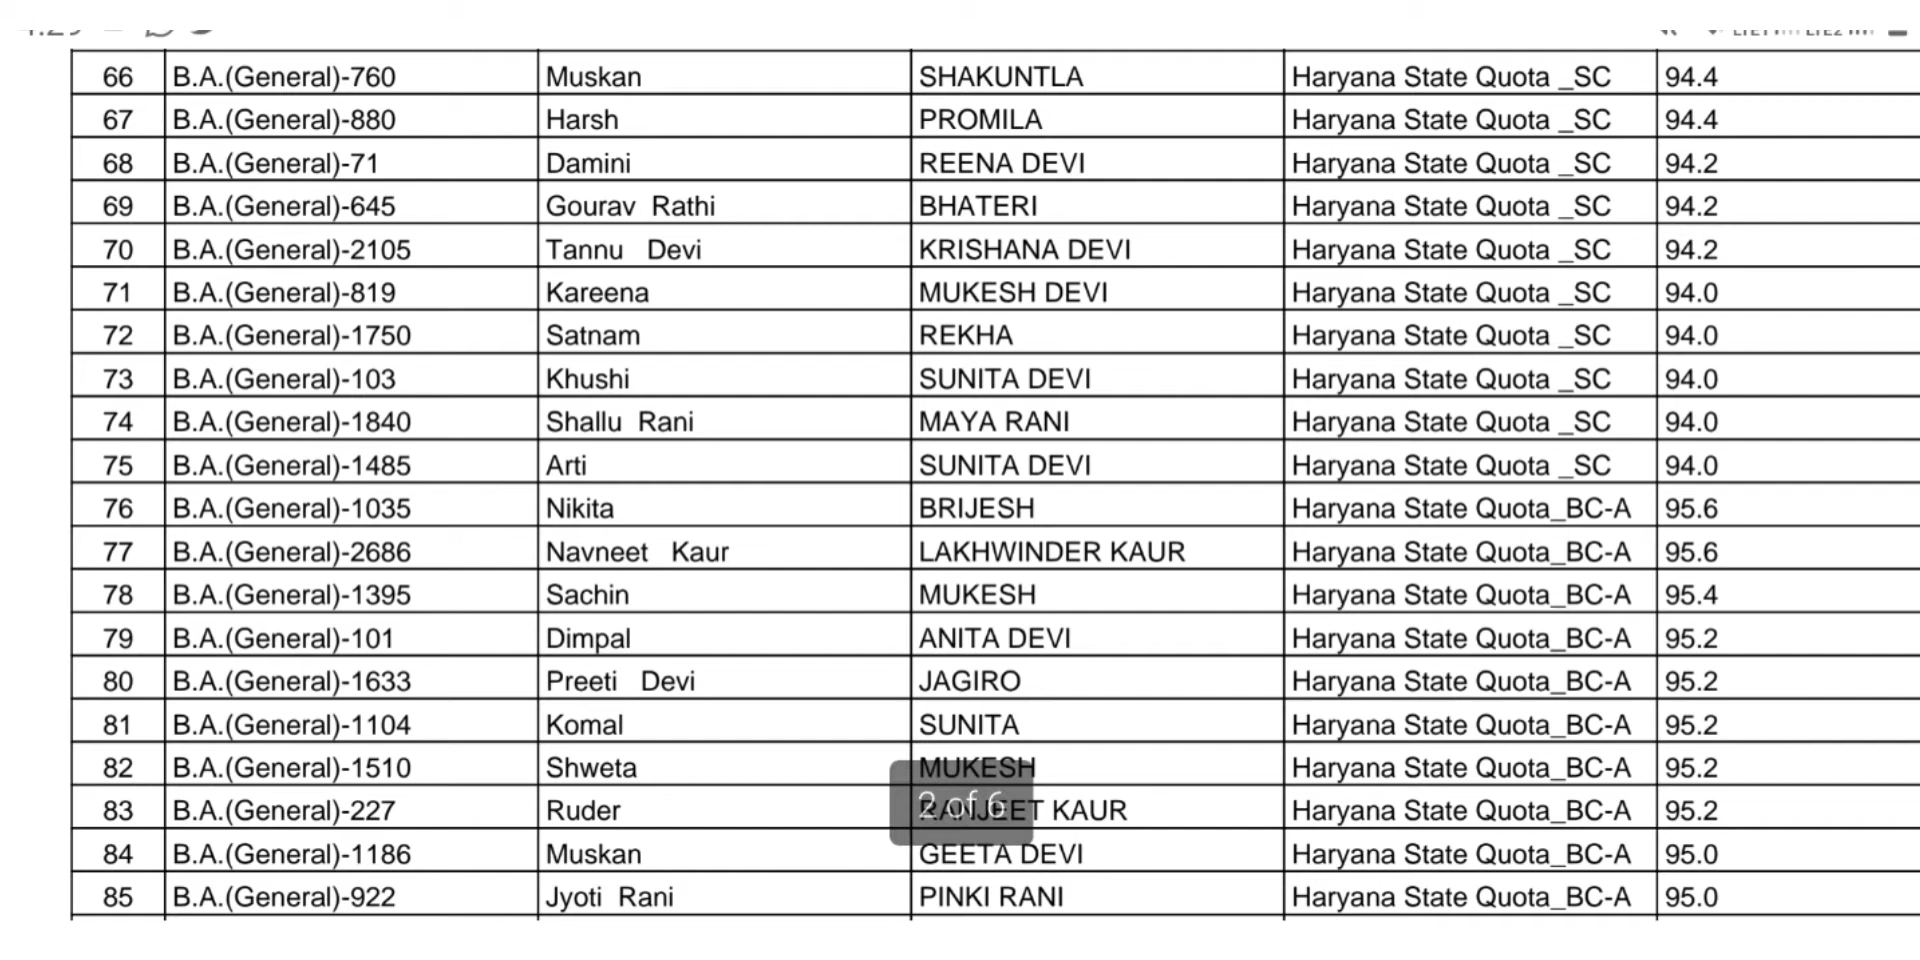 66 B.A.(General)-760 Muskan SHAKUNTLA Haryana State Quota _SC 94.4
67 B.A.(General)-880 Harsh PROMILA Haryana State Quota _SC 94.4
68 B.A.(General)-71 Damini REENA DEVI Haryana State Quota _SC 94.2
69 B.A.(General)-645 Gourav Rathi BHATERI Haryana State Quota _SC 94.2
70 B.A.(General)-2105 Tannu Devi KRISHANA DEVI Haryana State Quota _SC 94.2
71 B.A.(General)-819 Kareena MUKESH DEVI Haryana State Quota _SC 94.0
72 B.A.(General)-1750 Satnam REKHA Haryana State Quota _SC 94.0
73 B.A.(General)-103 Khushi SUNITA DEVI Haryana State Quota _SC 94.0
74 B.A.(General)-1840 Shallu Rani MAYA RANI Haryana State Quota _SC 94.0
75 B.A.(General)-1485 Arti SUNITA DEVI Haryana State Quota _SC 94.0
76 B.A.(General)-1035 Nikita BRIJESH Haryana State Quota_BC-A 95.6
77 B.A.(General)-2686 Navneet Kaur LAKHWINDER KAUR Haryana State Quota_BC-A 95.6
78 B.A.(General)-1395 Sachin MUKESH Haryana State Quota_BC-A 95.4
79 B.A.(General)-101 Dimpal ANITA DEVI Haryana State Quota_BC-A 95.2
80 B.A.(General)-1633 Preeti Devi JAGIRO Haryana State Quota_BC-A 95.2
81 B.A.(General)-1104 Komal SUNITA Haryana State Quota_BC-A 95.2
82 B.A.(General)-1510 Shweta MUKESH Haryana State Quota_BC-A 95.2
2 of 6
83 B.A.(General)-227 Ruder RANJEET KAUR Haryana State Quota_BC-A 95.2
84 B.A.(General)-1186 Muskan GEETA DEVI Haryana State Quota_BC-A 95.0
85 B.A.(General)-922 Jyoti Rani PINKI RANI Haryana State Quota_BC-A 95.0